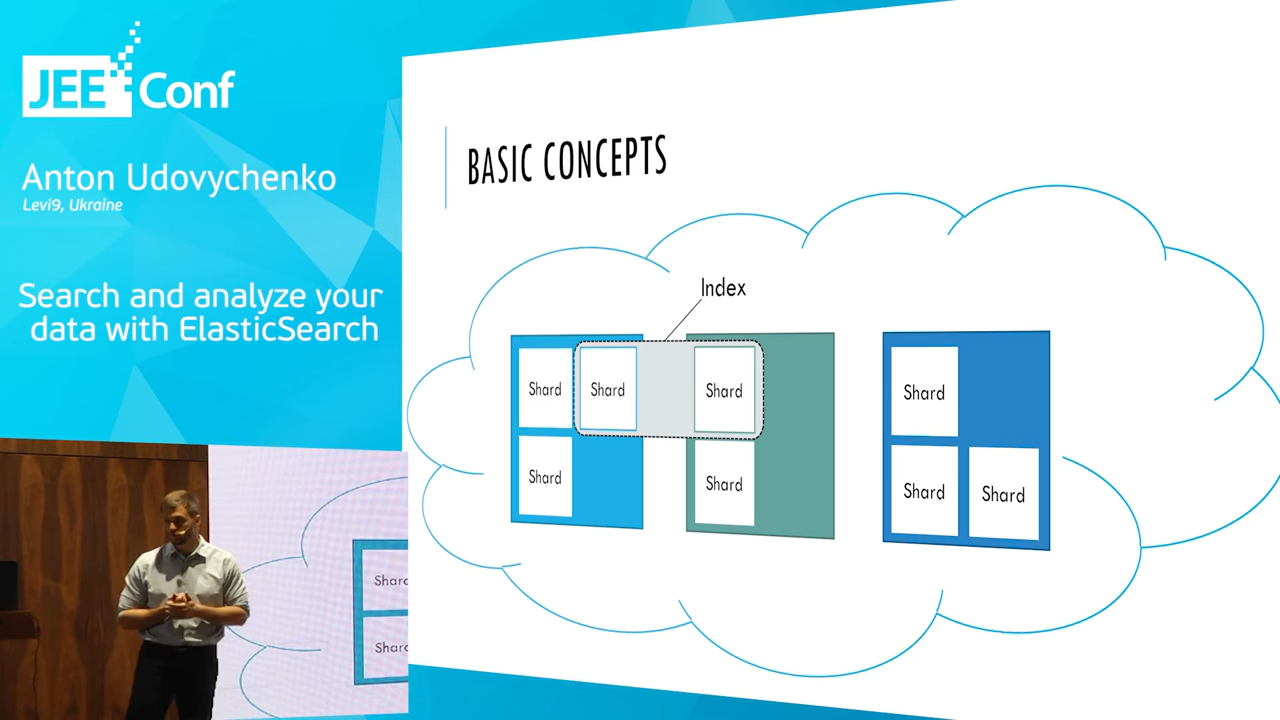 JEE Conf
Anton Udovychenko
Levi9, Ukraine
Search and analyze your
data with ElasticSearch
BASIC CONCEPTS
Index
Shard Shard Shard Shard
Shard Shard Shard Shard
Shard
Shard